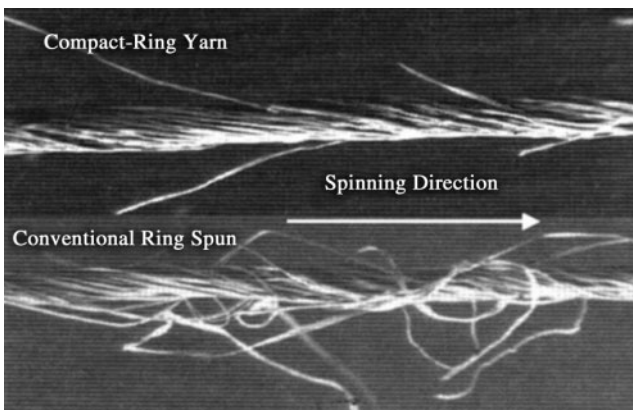 Compact-Ring Yarn
Spinning Direction
Conventional Ring Spun